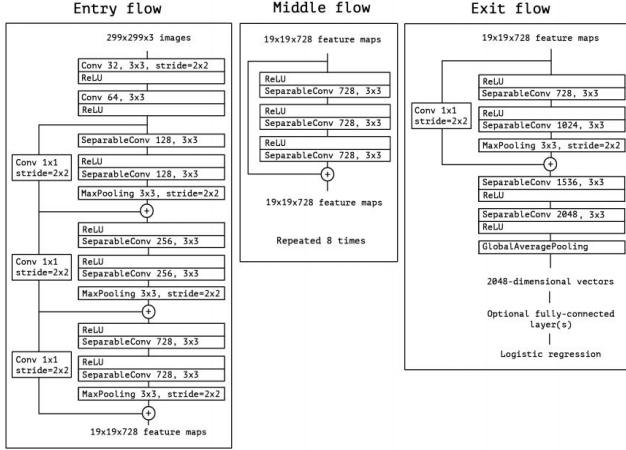 Entry flow
299x299x3 images
Conv 32, 3x3, stride=2x2
ReLU
Conv 64, 3x3
ReLU
SeparableConv 128, 3x3
ReLU
SeparableConv 128, 3x3
MaxPooling 3x3, stride=2x2
Conv 1x1
stride=2x2
+
ReLU
SeparableConv 256, 3x3
ReLU
SeparableConv 256, 3x3
MaxPooling 3x3, stride=2x2
Conv 1x1
stride=2x2
+
ReLU
SeparableConv 728, 3x3
ReLU
SeparableConv 728, 3x3
MaxPooling 3x3, stride=2x2
Conv 1x1
stride=2x2
+
19x19x728 feature maps
Middle flow
19x19x728 feature maps
ReLU
SeparableConv 728, 3x3
ReLU
SeparableConv 728, 3x3
ReLU
SeparableConv 728, 3x3
+
19x19x728 feature maps
Repeated 8 times
Exit flow
19x19x728 feature maps
ReLU
SeparableConv 728, 3x3
ReLU
SeparableConv 1024, 3x3
MaxPooling 3x3, stride=2x2
Conv 1x1
stride=2x2
+
SeparableConv 1536, 3x3
ReLU
SeparableConv 2048, 3x3
ReLU
GlobalAveragePooling
2048-dimensional vectors
Optional fully-connected
layer(s)
Logistic regression